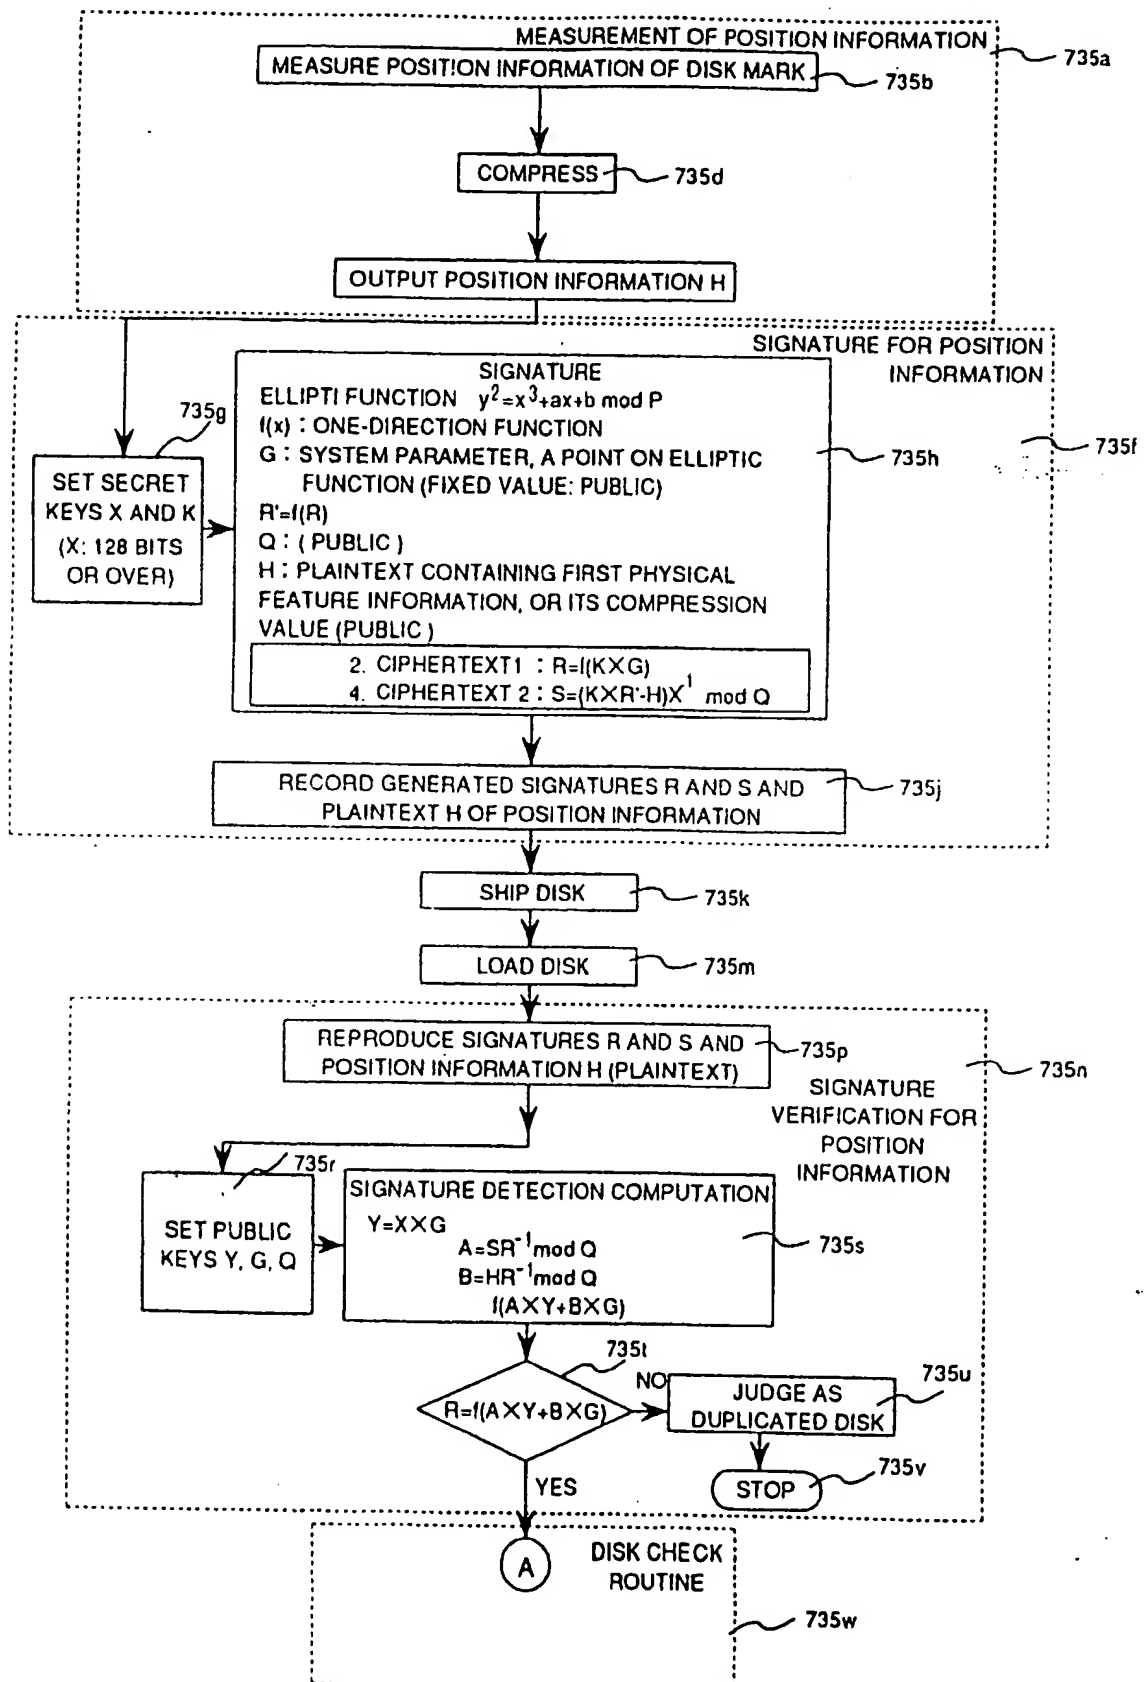 MEASUREMENT OF POSITION INFORMATION
735a
MEASURE POSITION INFORMATION OF DISK MARK
735b
COMPRESS
735d
OUTPUT POSITION INFORMATION H
SIGNATURE FOR POSITION
INFORMATION
735f
735g
SET SECRET
KEYS X AND K
(X: 128 BITS
OR OVER)
SIGNATURE
ELLIPTI FUNCTION y²=x³+ax+b mod P
f(x) : ONE-DIRECTION FUNCTION
G : SYSTEM PARAMETER, A POINT ON ELLIPTIC
FUNCTION (FIXED VALUE: PUBLIC)
R'=f(R)
Q : ( PUBLIC )
H : PLAINTEXT CONTAINING FIRST PHYSICAL
FEATURE INFORMATION, OR ITS COMPRESSION
VALUE (PUBLIC )
2. CIPHERTEXT1 : R=f(K×G)
4. CIPHERTEXT 2 : S=(K×R'-H)X¹ mod Q
735h
RECORD GENERATED SIGNATURES R AND S AND
PLAINTEXT H OF POSITION INFORMATION
735j
SHIP DISK
735k
LOAD DISK
735m
REPRODUCE SIGNATURES R AND S AND
POSITION INFORMATION H (PLAINTEXT)
735p
735n
SIGNATURE
VERIFICATION FOR
POSITION
INFORMATION
735r
SET PUBLIC
KEYS Y, G, Q
SIGNATURE DETECTION COMPUTATION
Y=X×G
A=SR⁻¹ mod Q
B=HR⁻¹ mod Q
f(A×Y+B×G)
735s
735t
R=f(A×Y+B×G)
NO
JUDGE AS
DUPLICATED DISK
735u
STOP
735v
YES
A
DISK CHECK
ROUTINE
735w